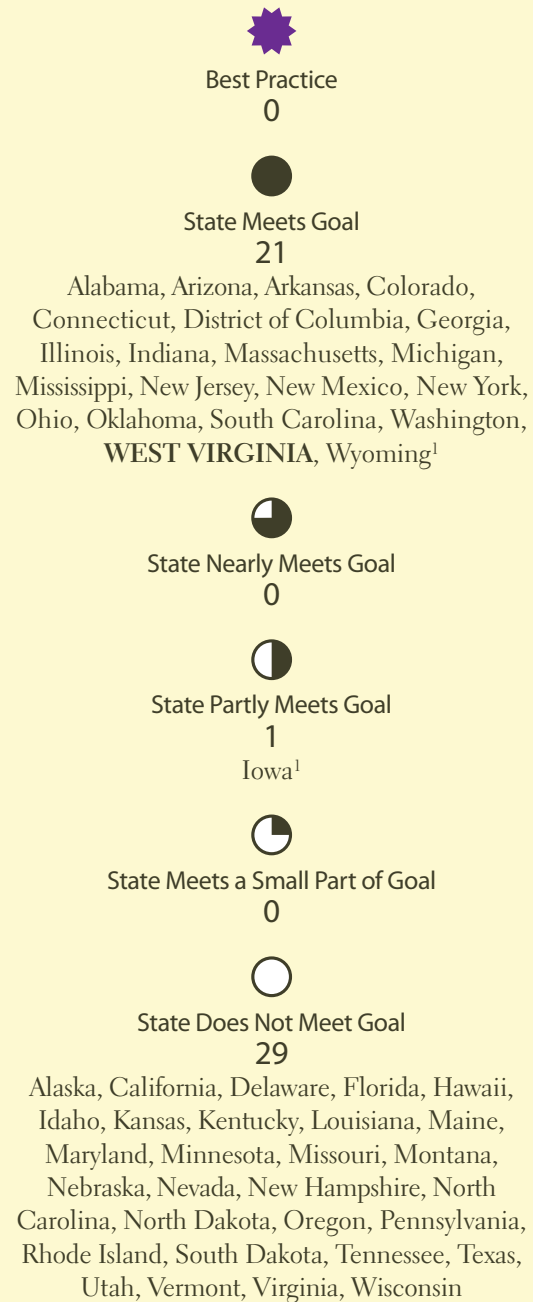 Best Practice
0
State Meets Goal
21
Alabama, Arizona, Arkansas, Colorado,
Connecticut, District of Columbia, Georgia,
Illinois, Indiana, Massachusetts, Michigan,
Mississippi, New Jersey, New Mexico, New York,
Ohio, Oklahoma, South Carolina, Washington,
WEST VIRGINIA, Wyoming¹
State Nearly Meets Goal
0
State Partly Meets Goal
1
Iowa¹
State Meets a Small Part of Goal
0
State Does Not Meet Goal
29
Alaska, California, Delaware, Florida, Hawaii,
Idaho, Kansas, Kentucky, Louisiana, Maine,
Maryland, Minnesota, Missouri, Montana,
Nebraska, Nevada, New Hampshire, North
Carolina, North Dakota, Oregon, Pennsylvania,
Rhode Island, South Dakota, Tennessee, Texas,
Utah, Vermont, Virginia, Wisconsin